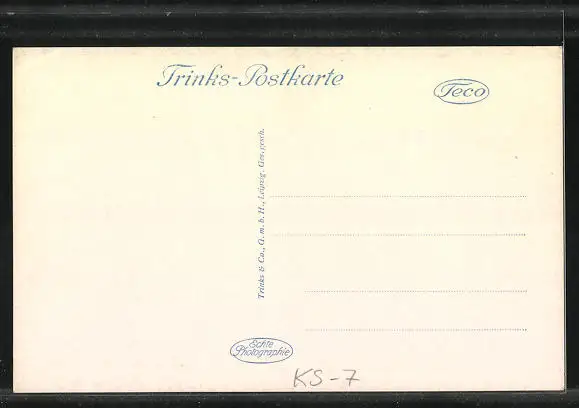 Trinks-Postkarte
Teco
Trinks & Co., G. m. b. H., Leipzig. Ges. gesch.
Echte
Photographie
KS-7